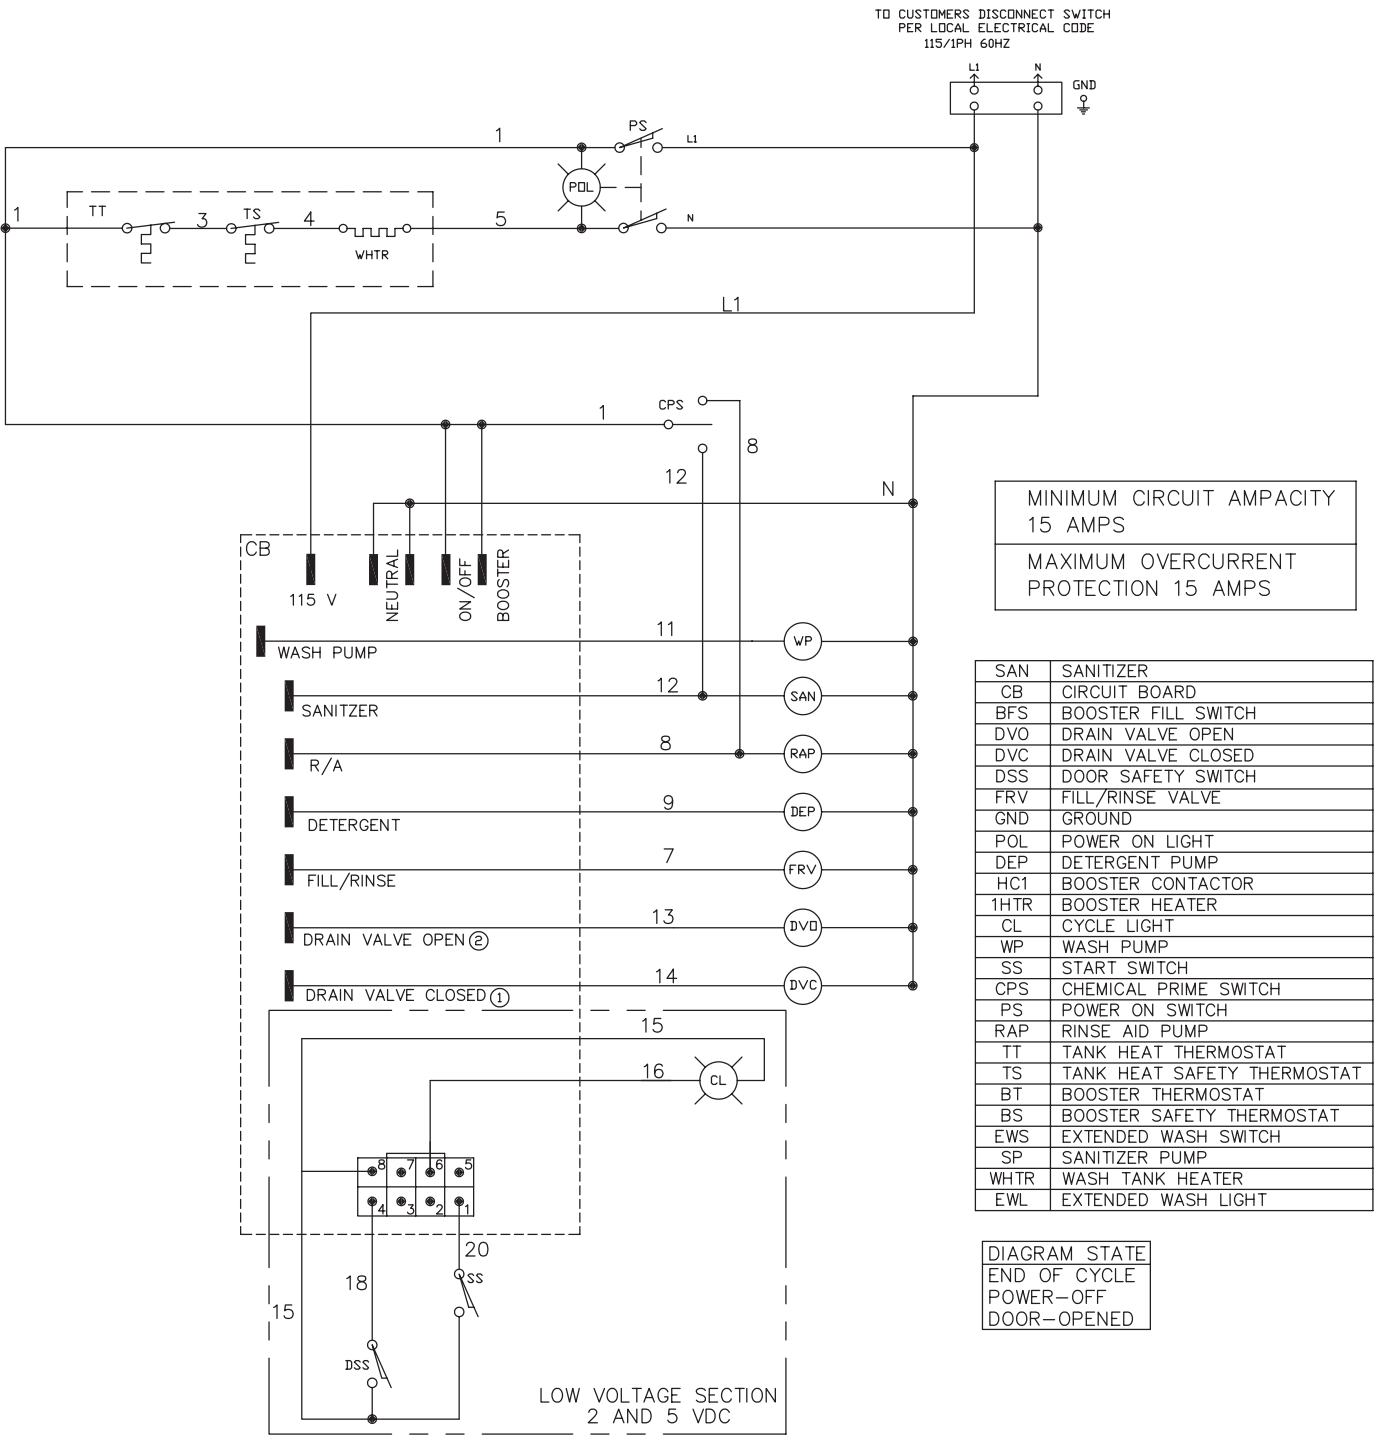 TO CUSTOMERS DISCONNECT SWITCH
PER LOCAL ELECTRICAL CODE
115/1PH 60HZ
L1
N
GND
1
PS
L1
POL
1
TT
3
TS
4
WHTR
5
N
L1
1
CPS
8
12
N
CB
115 V
NEUTRAL
ON/OFF
BOOSTER
11
WP
WASH PUMP
12
SAN
SANITZER
8
RAP
R/A
9
DEP
DETERGENT
7
FRV
FILL/RINSE
13
DVO
DRAIN VALVE OPEN 2
14
DVC
DRAIN VALVE CLOSED 1
15
16
CL
8 7 6 5
4 3 2 1
20
SS
18
15
DSS
LOW VOLTAGE SECTION
2 AND 5 VDC
MINIMUM CIRCUIT AMPACITY
15 AMPS
MAXIMUM OVERCURRENT
PROTECTION 15 AMPS
SAN SANITIZER
CB CIRCUIT BOARD
BFS BOOSTER FILL SWITCH
DVO DRAIN VALVE OPEN
DVC DRAIN VALVE CLOSED
DSS DOOR SAFETY SWITCH
FRV FILL/RINSE VALVE
GND GROUND
POL POWER ON LIGHT
DEP DETERGENT PUMP
HC1 BOOSTER CONTACTOR
1HTR BOOSTER HEATER
CL CYCLE LIGHT
WP WASH PUMP
SS START SWITCH
CPS CHEMICAL PRIME SWITCH
PS POWER ON SWITCH
RAP RINSE AID PUMP
TT TANK HEAT THERMOSTAT
TS TANK HEAT SAFETY THERMOSTAT
BT BOOSTER THERMOSTAT
BS BOOSTER SAFETY THERMOSTAT
EWS EXTENDED WASH SWITCH
SP SANITIZER PUMP
WHTR WASH TANK HEATER
EWL EXTENDED WASH LIGHT
DIAGRAM STATE
END OF CYCLE
POWER-OFF
DOOR-OPENED